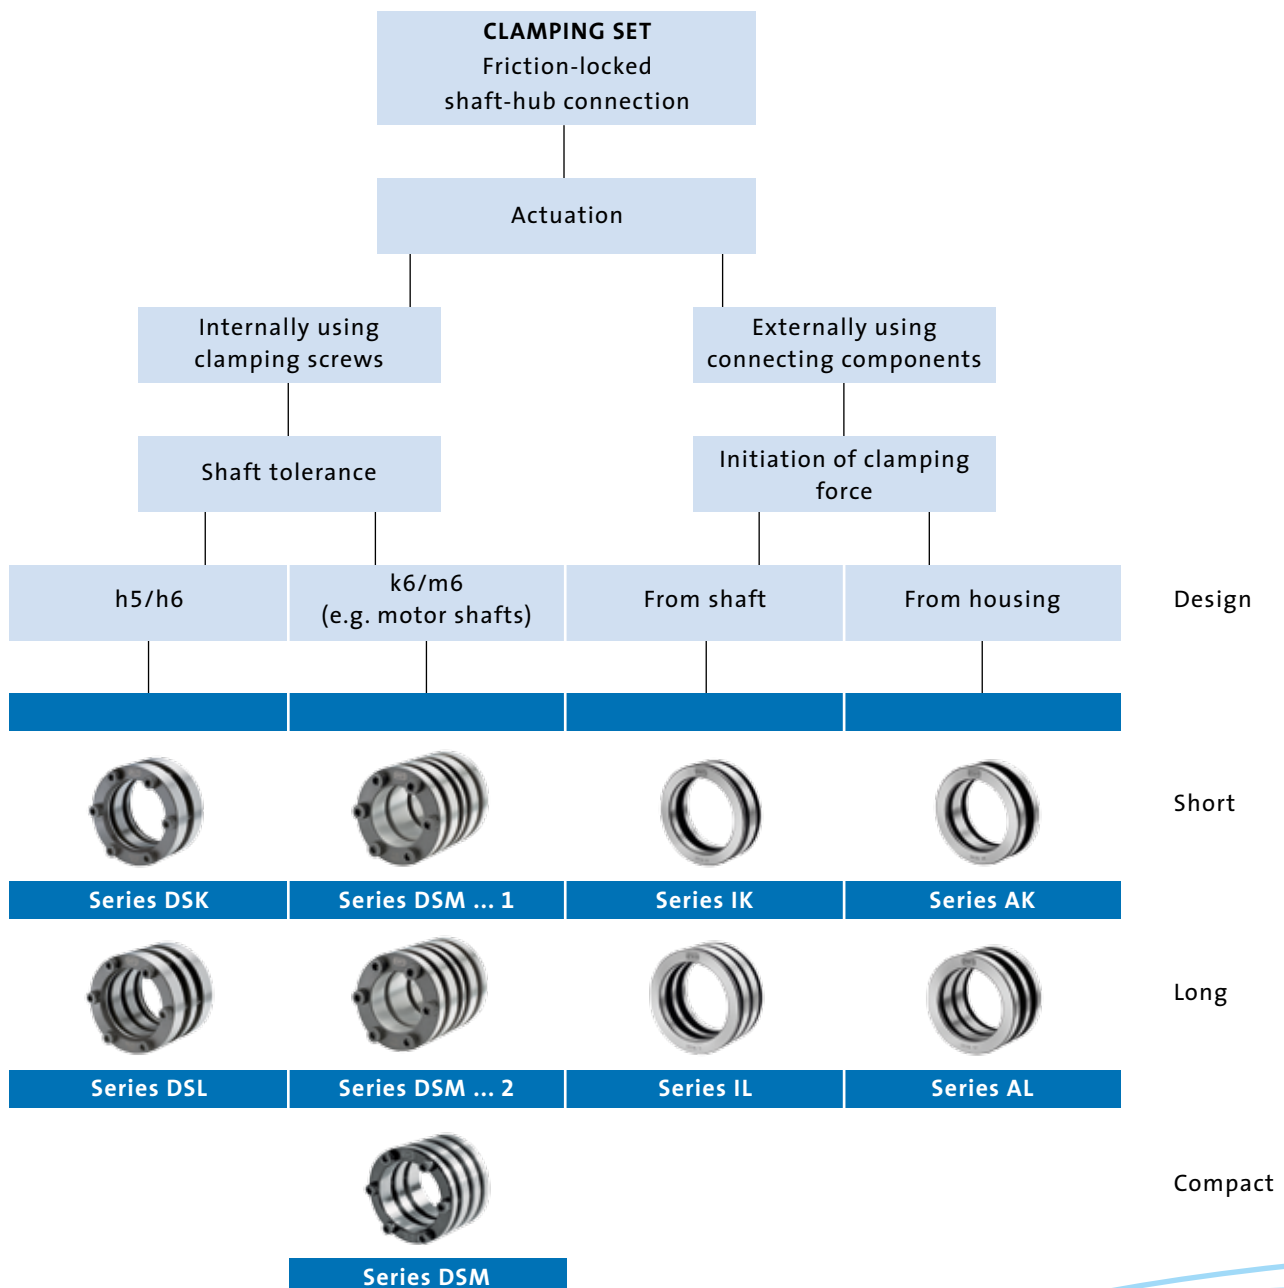 CLAMPING SET
Friction-locked
shaft-hub connection
Actuation
Internally using
clamping screws
Externally using
connecting components
Shaft tolerance
Initiation of clamping
force
h5/h6
k6/m6
(e.g. motor shafts)
From shaft
From housing
Design
Short
Series DSK
Series DSM ... 1
Series IK
Series AK
Long
Series DSL
Series DSM ... 2
Series IL
Series AL
Compact
Series DSM